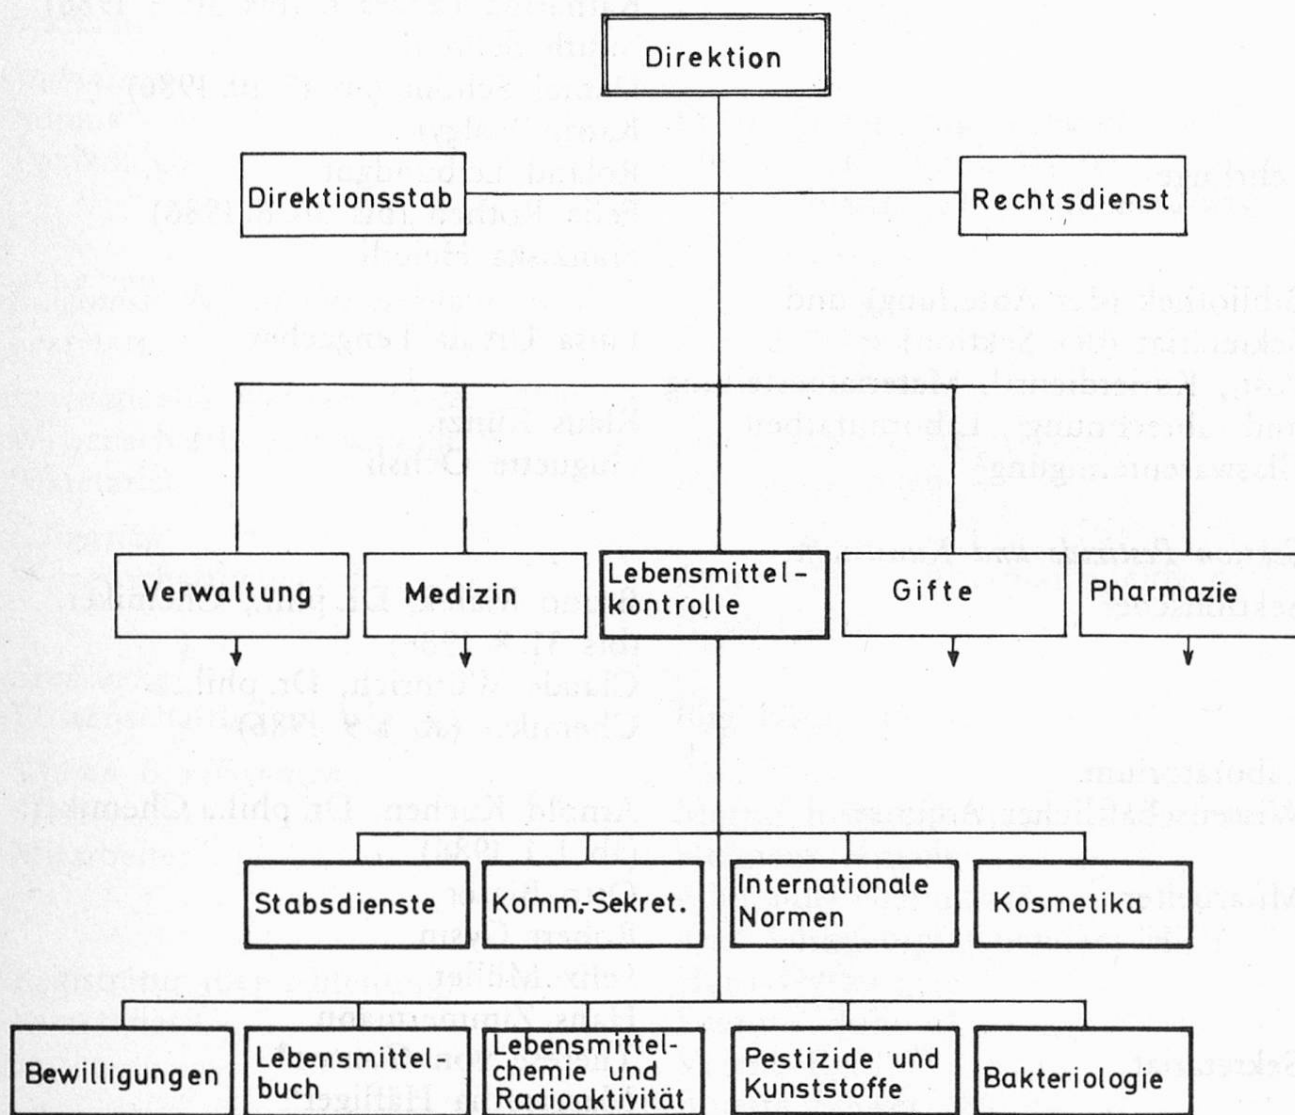 Direktion
Direktionsstab
Rechtsdienst
Verwaltung
Medizin
Lebensmittel-
kontrolle
Gifte
Pharmazie
Stabsdienste
Komm.-Sekret.
Internationale
Normen
Kosmetika
Bewilligungen
Lebensmittel-
buch
Lebensmittel-
chemie und
Radioaktivität
Pestizide und
Kunststoffe
Bakteriologie